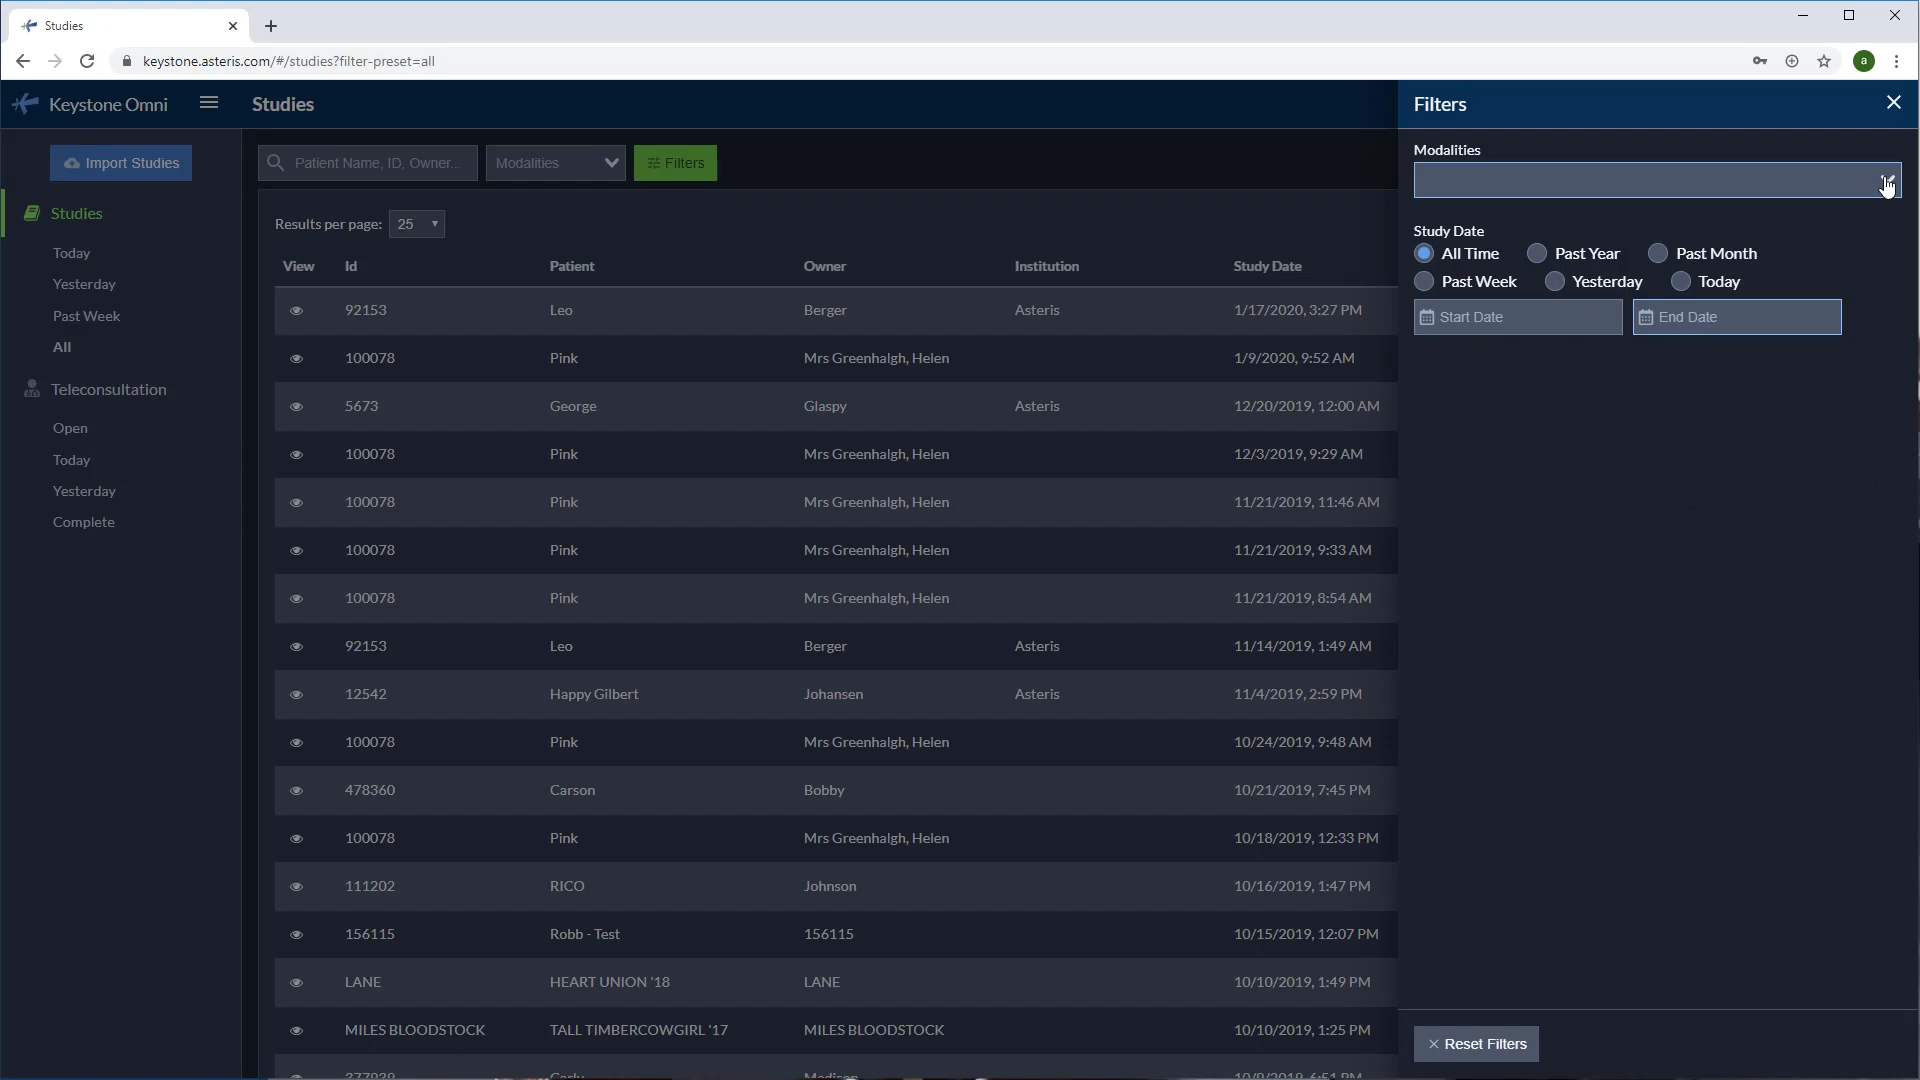 Studies
keystone.asteris.com/#/studies?filter-preset=all
a
Keystone Omni
Studies
Filters
Import Studies
Patient Name, ID, Owner...
Modalities
Filters
Modalities
Studies
Today
Yesterday
Past Week
All
Teleconsultation
Open
Today
Yesterday
Complete
Results per page: 25
View Id Patient Owner Institution Study Date
92153 Leo Berger Asteris 1/17/2020, 3:27 PM
100078 Pink Mrs Greenhalgh, Helen 1/9/2020, 9:52 AM
5673 George Glaspy Asteris 12/20/2019, 12:00 AM
100078 Pink Mrs Greenhalgh, Helen 12/3/2019, 9:29 AM
100078 Pink Mrs Greenhalgh, Helen 11/21/2019, 11:46 AM
100078 Pink Mrs Greenhalgh, Helen 11/21/2019, 9:33 AM
100078 Pink Mrs Greenhalgh, Helen 11/21/2019, 8:54 AM
92153 Leo Berger Asteris 11/14/2019, 1:49 AM
12542 Happy Gilbert Johansen Asteris 11/4/2019, 2:59 PM
100078 Pink Mrs Greenhalgh, Helen 10/24/2019, 9:48 AM
478360 Carson Bobby 10/21/2019, 7:45 PM
100078 Pink Mrs Greenhalgh, Helen 10/18/2019, 12:33 PM
111202 RICO Johnson 10/16/2019, 1:47 PM
156115 Robb - Test 156115 10/15/2019, 12:07 PM
LANE HEART UNION '18 LANE 10/10/2019, 1:49 PM
MILES BLOODSTOCK TALL TIMBERCOWGIRL '17 MILES BLOODSTOCK 10/10/2019, 1:25 PM
377939 Carly Madison 10/9/2019, 6:51 PM
Study Date
All Time Past Year Past Month
Past Week Yesterday Today
Start Date End Date
Reset Filters